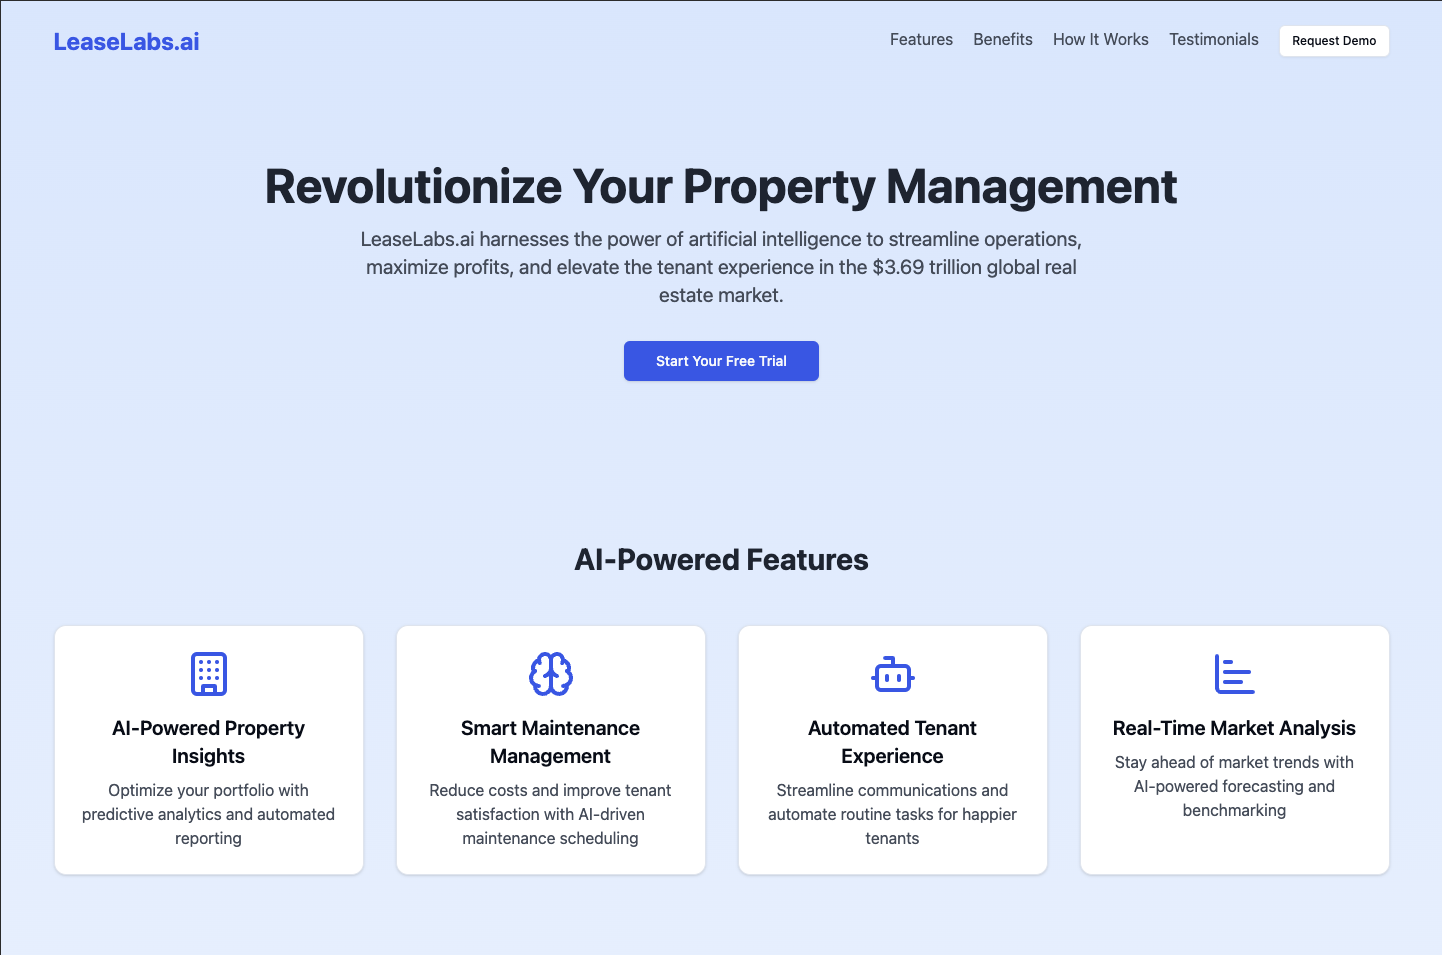 LeaseLabs.ai
Features
Benefits
How It Works
Testimonials
Request Demo
Revolutionize Your Property Management
LeaseLabs.ai harnesses the power of artificial intelligence to streamline operations,
maximize profits, and elevate the tenant experience in the $3.69 trillion global real
estate market.
Start Your Free Trial
AI-Powered Features
AI-Powered Property
Insights
Optimize your portfolio with
predictive analytics and automated
reporting
Smart Maintenance
Management
Reduce costs and improve tenant
satisfaction with AI-driven
maintenance scheduling
Automated Tenant
Experience
Streamline communications and
automate routine tasks for happier
tenants
Real-Time Market Analysis
Stay ahead of market trends with
AI-powered forecasting and
benchmarking